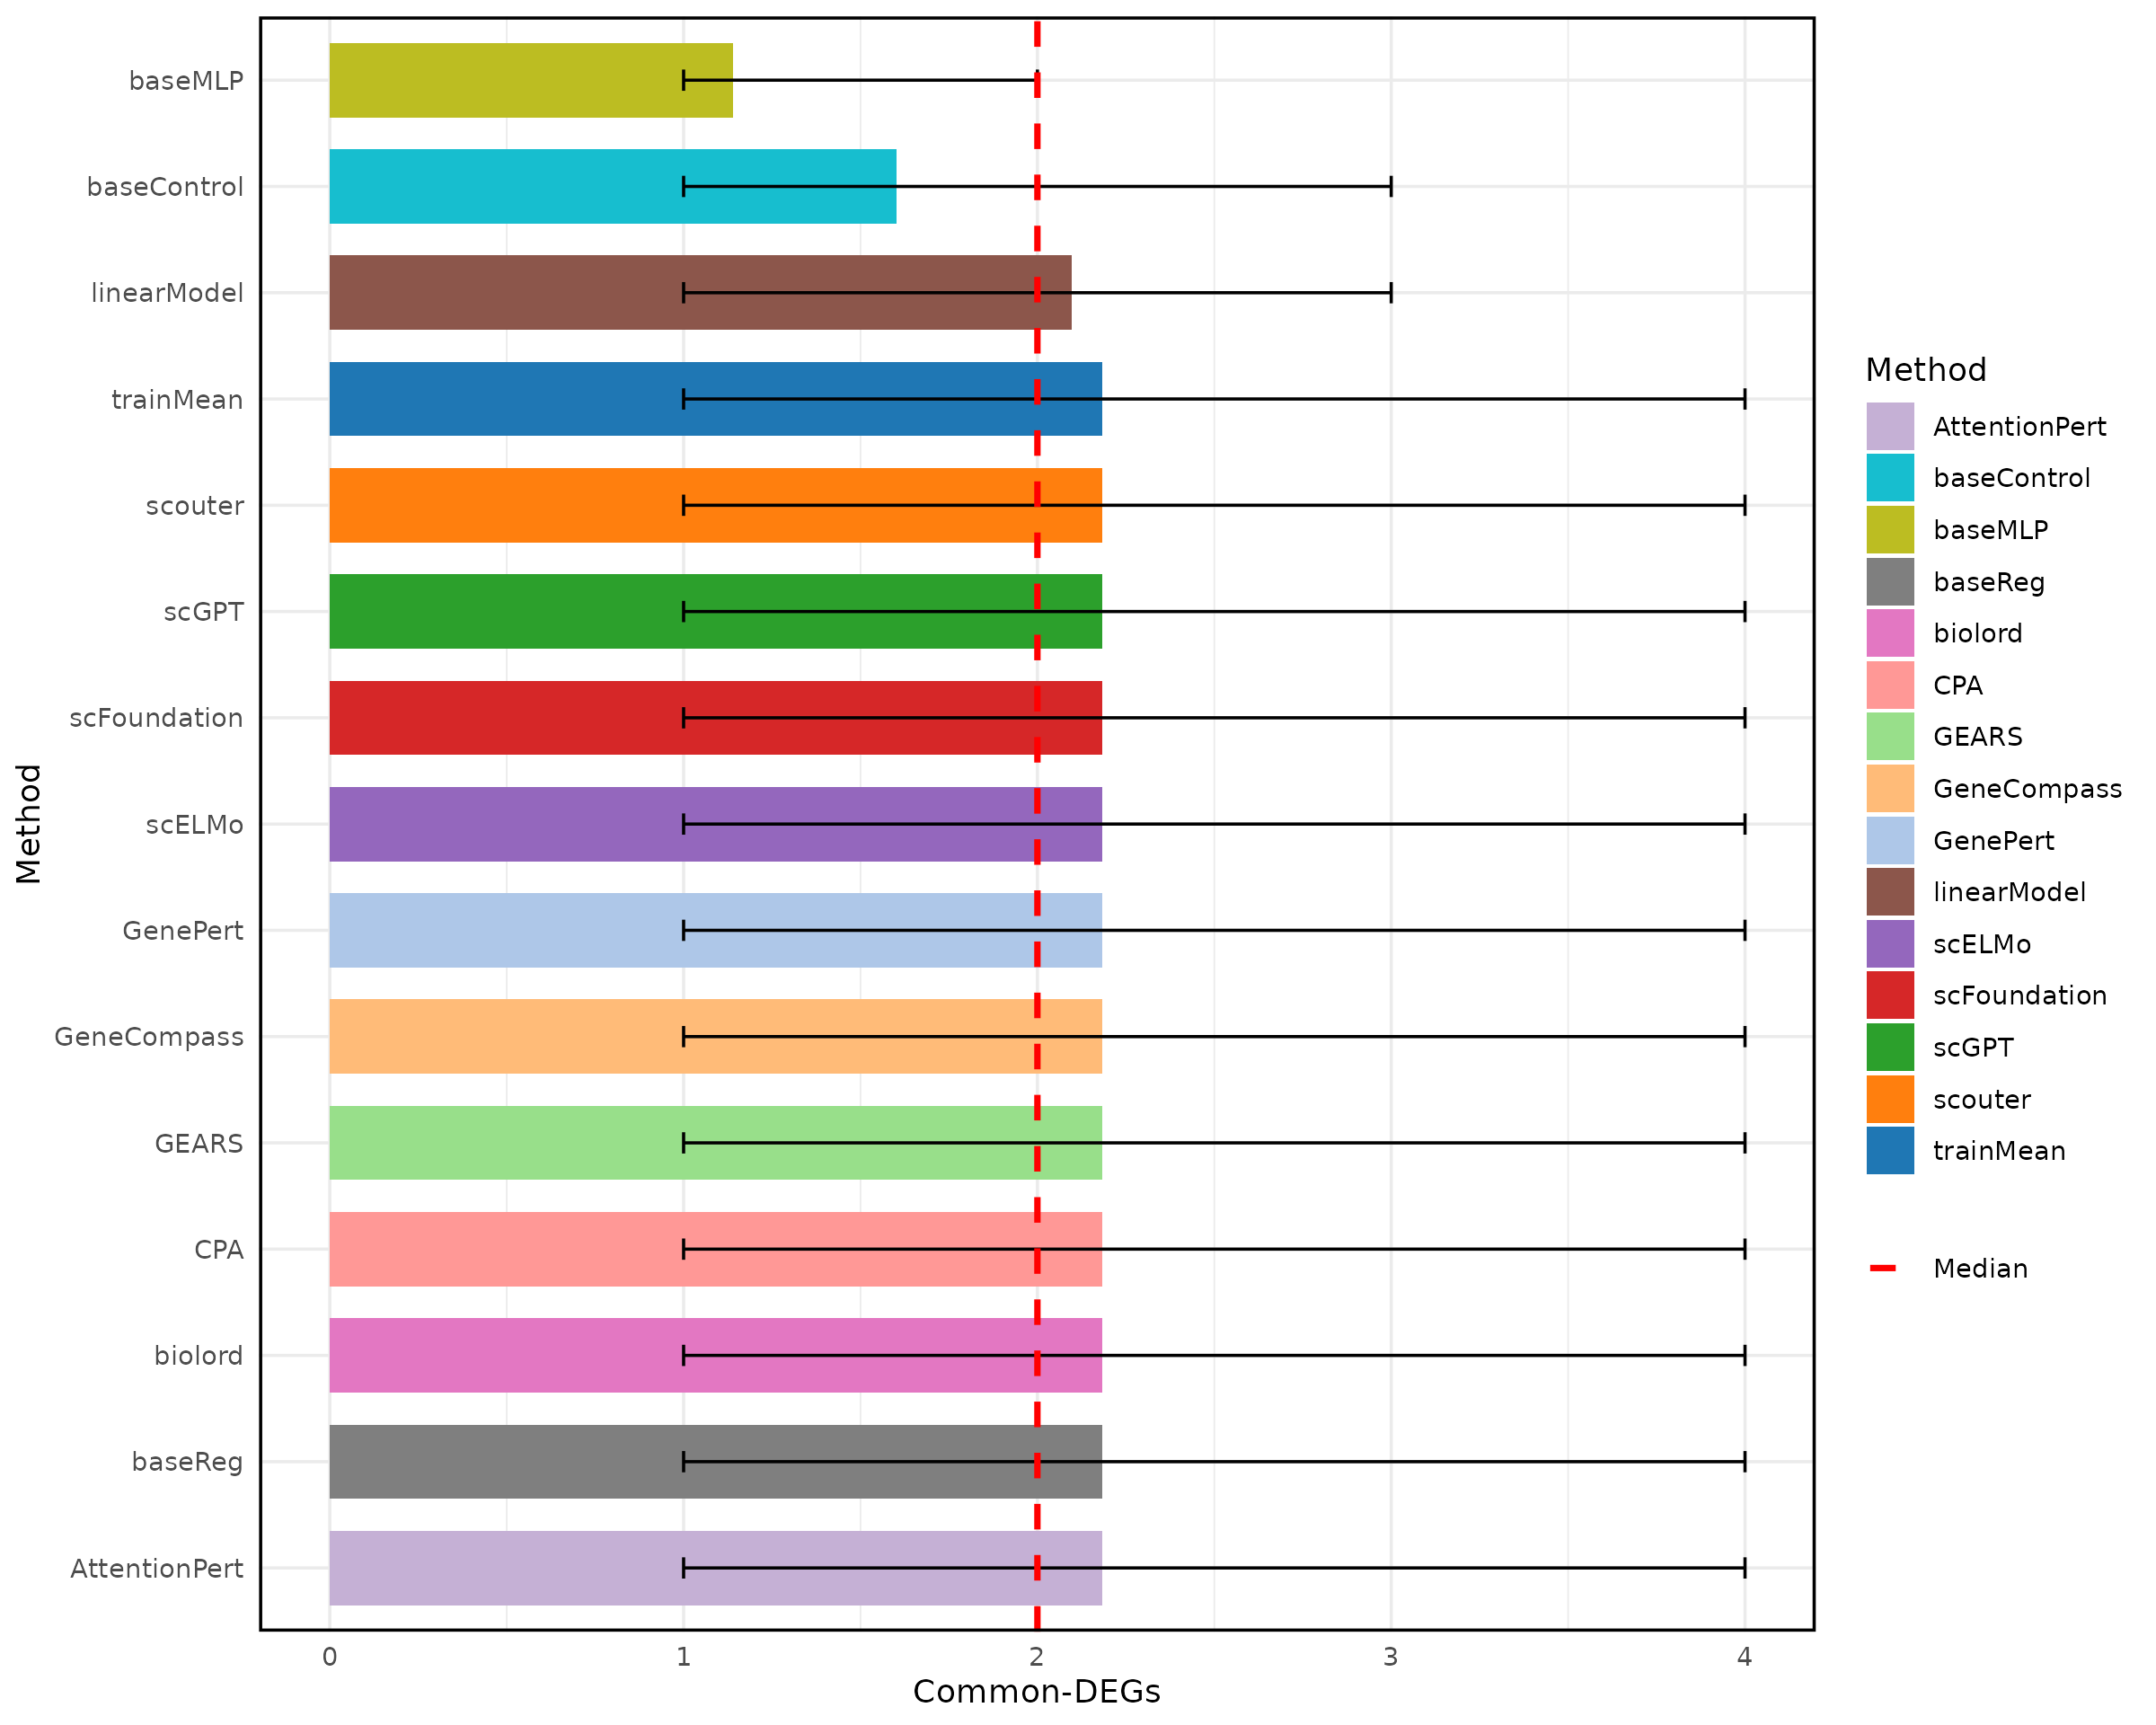 Method
baseMLP
baseControl
linearModel
trainMean
scouter
scGPT
scFoundation
scELMo
GenePert
GeneCompass
GEARS
CPA
biolord
baseReg
AttentionPert
0 1 2 3 4
Common-DEGs
Method
AttentionPert
baseControl
baseMLP
baseReg
biolord
CPA
GEARS
GeneCompass
GenePert
linearModel
scELMo
scFoundation
scGPT
scouter
trainMean
Median